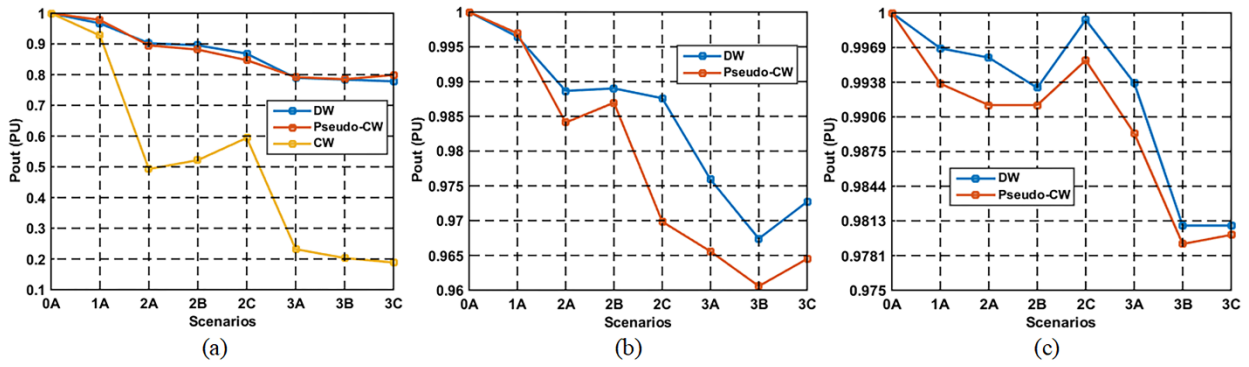 Pout (PU)
1
0.9
0.8
0.7
0.6
0.5
0.4
0.3
0.2
0.1
DW
Pseudo-CW
CW
0A 1A 2A 2B 2C 3A 3B 3C
Scenarios
(a)
Pout (PU)
1
0.995
0.99
0.985
0.98
0.975
0.97
0.965
0.96
DW
Pseudo-CW
0A 1A 2A 2B 2C 3A 3B 3C
Scenarios
(b)
Pout (PU)
1
0.9969
0.9938
0.9906
0.9875
0.9844
0.9813
0.9781
0.975
DW
Pseudo-CW
0A 1A 2A 2B 2C 3A 3B 3C
Scenarios
(c)